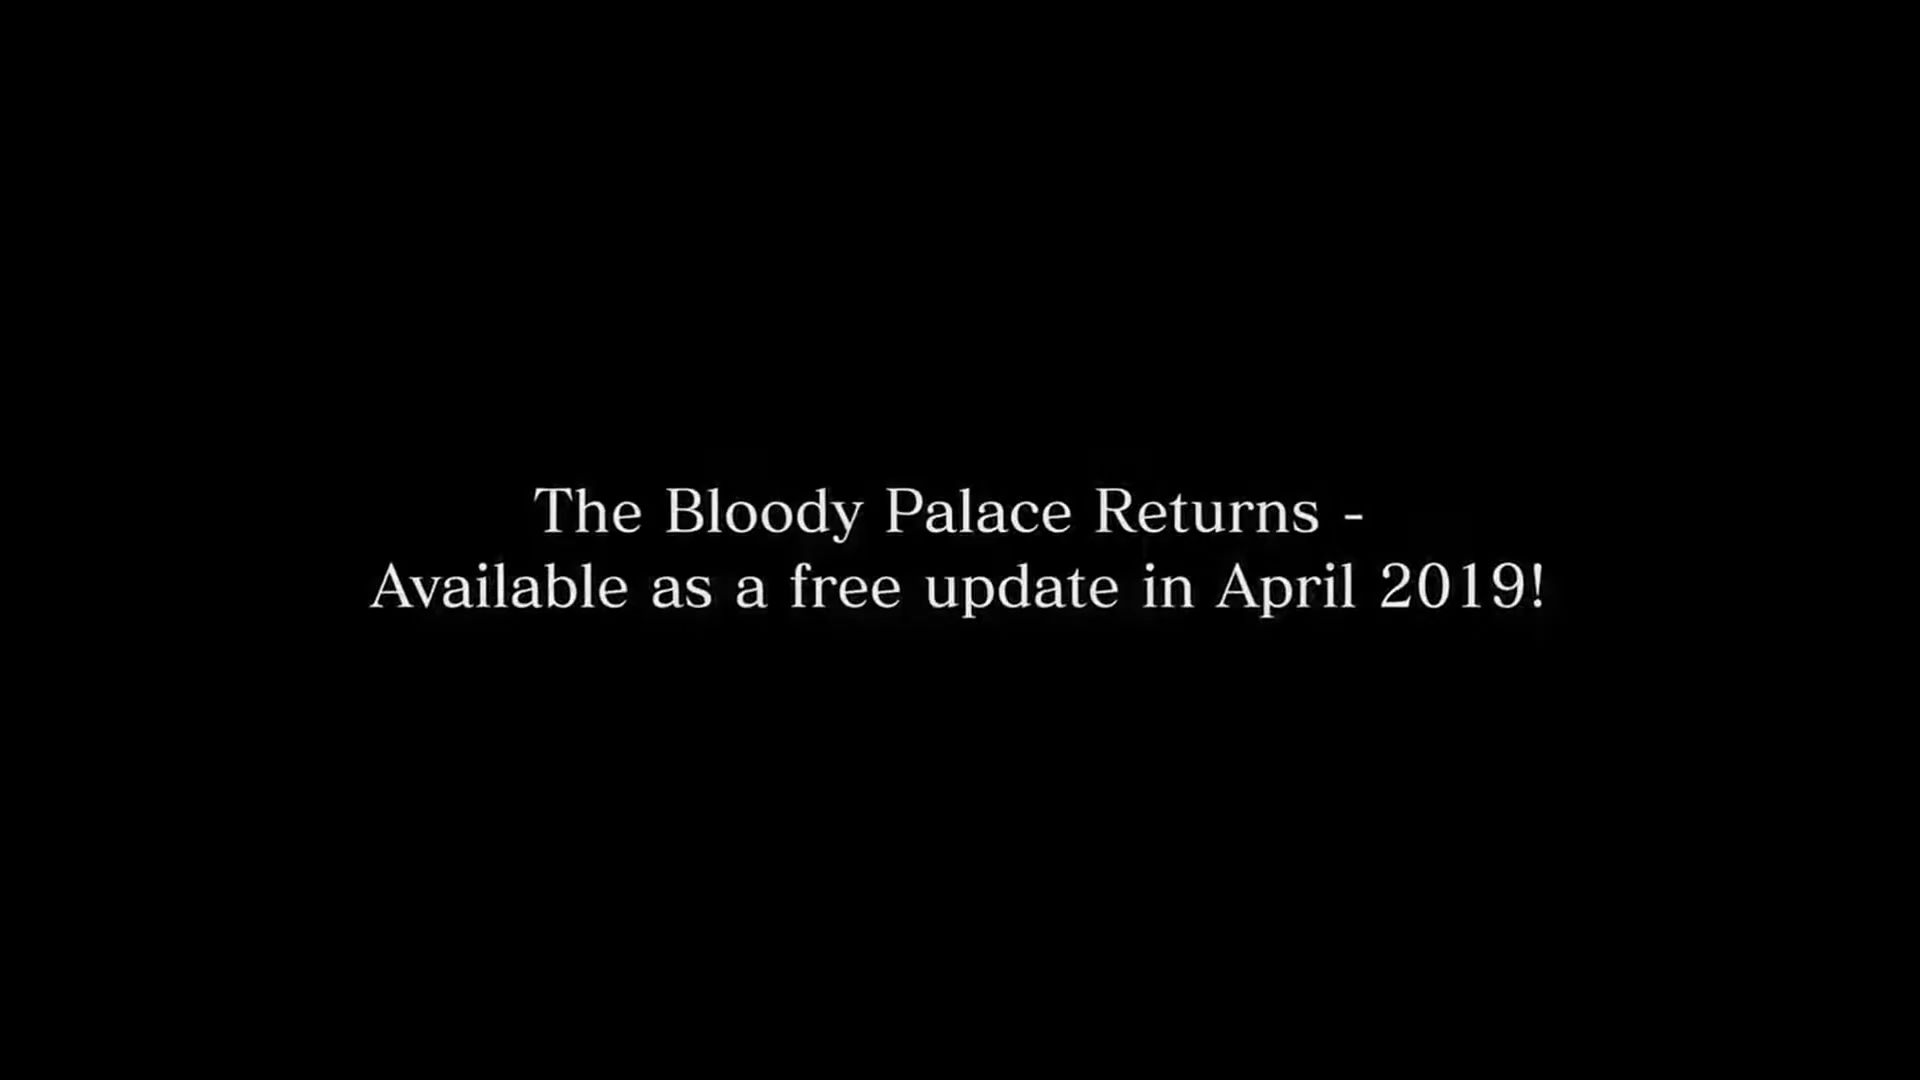 The Bloody Palace Returns -
Available as a free update in April 2019!